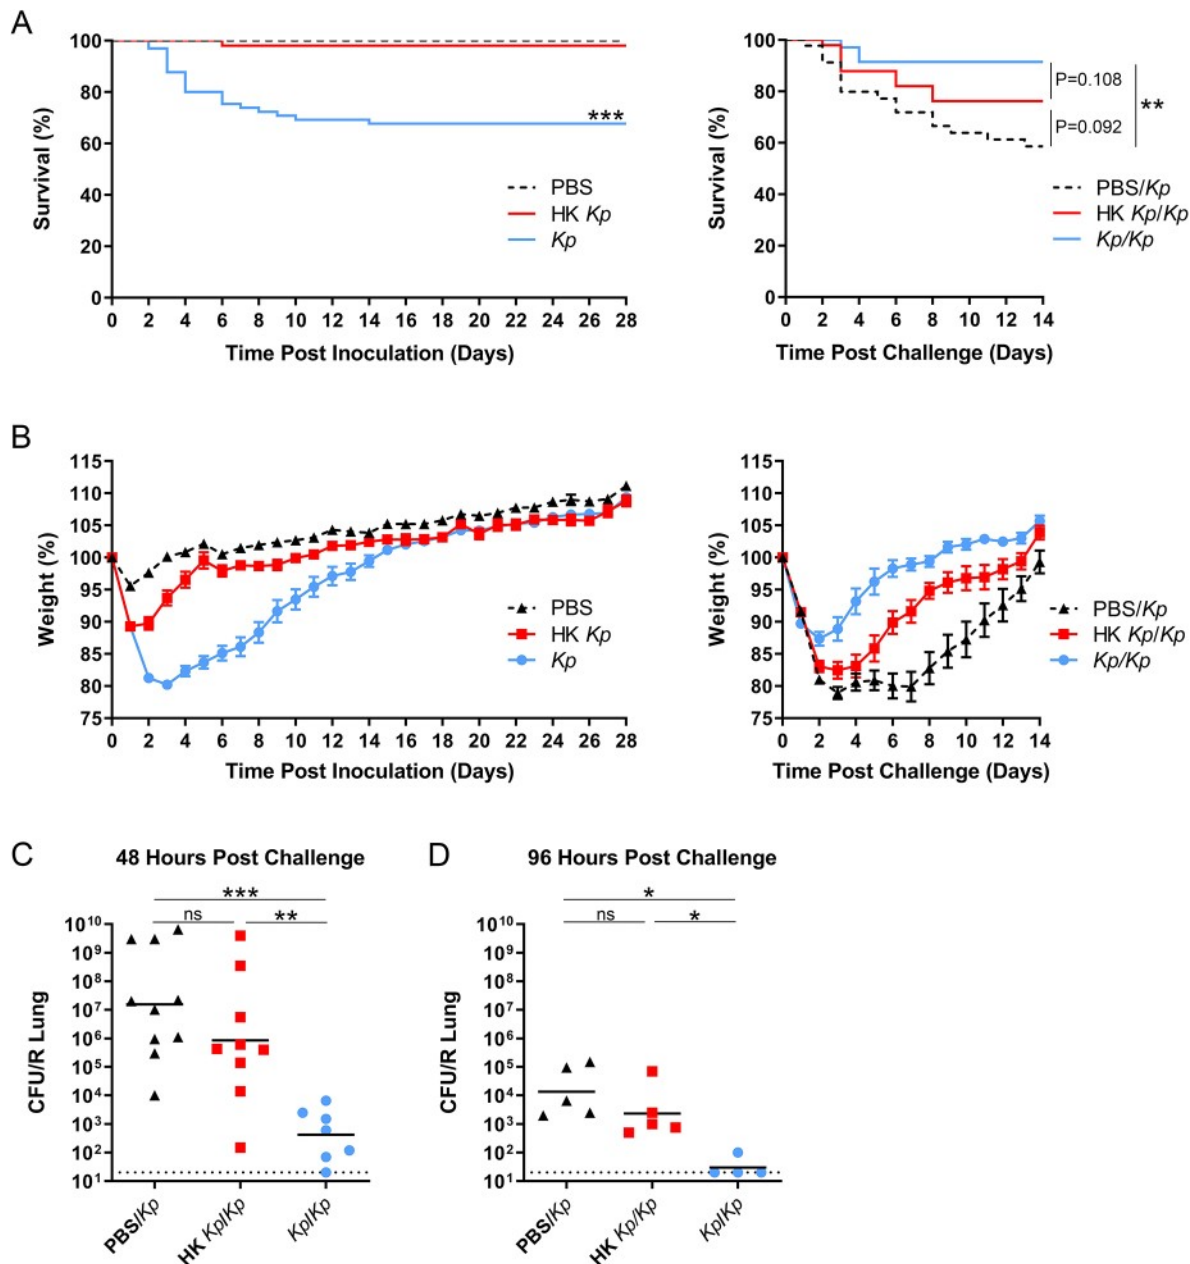 A
Survival (%)
100
80
60
40
20
0
0 2 4 6 8 10 12 14 16 18 20 22 24 26 28
Time Post Inoculation (Days)
***
PBS
HK Kp
Kp
Survival (%)
100
80
60
40
20
0
0 2 4 6 8 10 12 14
Time Post Challenge (Days)
P=0.108
P=0.092
**
PBS/Kp
HK Kp/Kp
Kp/Kp
B
Weight (%)
115
110
105
100
95
90
85
80
75
0 2 4 6 8 10 12 14 16 18 20 22 24 26 28
Time Post Inoculation (Days)
PBS
HK Kp
Kp
Weight (%)
115
110
105
100
95
90
85
80
75
0 2 4 6 8 10 12 14
Time Post Challenge (Days)
PBS/Kp
HK Kp/Kp
Kp/Kp
C
48 Hours Post Challenge
***
ns **
CFU/R Lung
10¹⁰
10⁹
10⁸
10⁷
10⁶
10⁵
10⁴
10³
10²
10¹
PBS/Kp
HK Kp/Kp
Kp/Kp
D
96 Hours Post Challenge
*
ns *
CFU/R Lung
10¹⁰
10⁹
10⁸
10⁷
10⁶
10⁵
10⁴
10³
10²
10¹
PBS/Kp
HK Kp/Kp
Kp/Kp